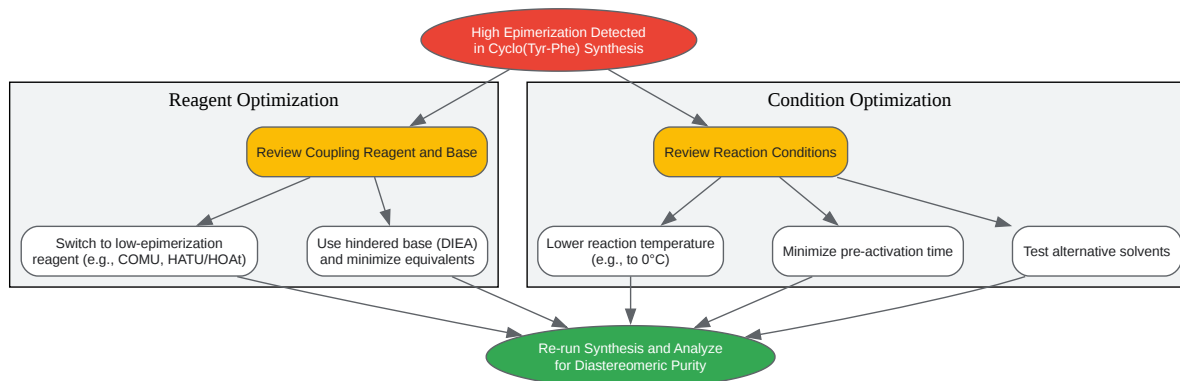 High Epimerization Detected
in Cyclo(Tyr-Phe) Synthesis
Reagent Optimization
Condition Optimization
Review Coupling Reagent and Base
Review Reaction Conditions
Switch to low-epimerization
reagent (e.g., COMU, HATU/HOAt)
Use hindered base (DIEA)
and minimize equivalents
Lower reaction temperature
(e.g., to 0°C)
Minimize pre-activation time
Test alternative solvents
Re-run Synthesis and Analyze
for Diastereomeric Purity